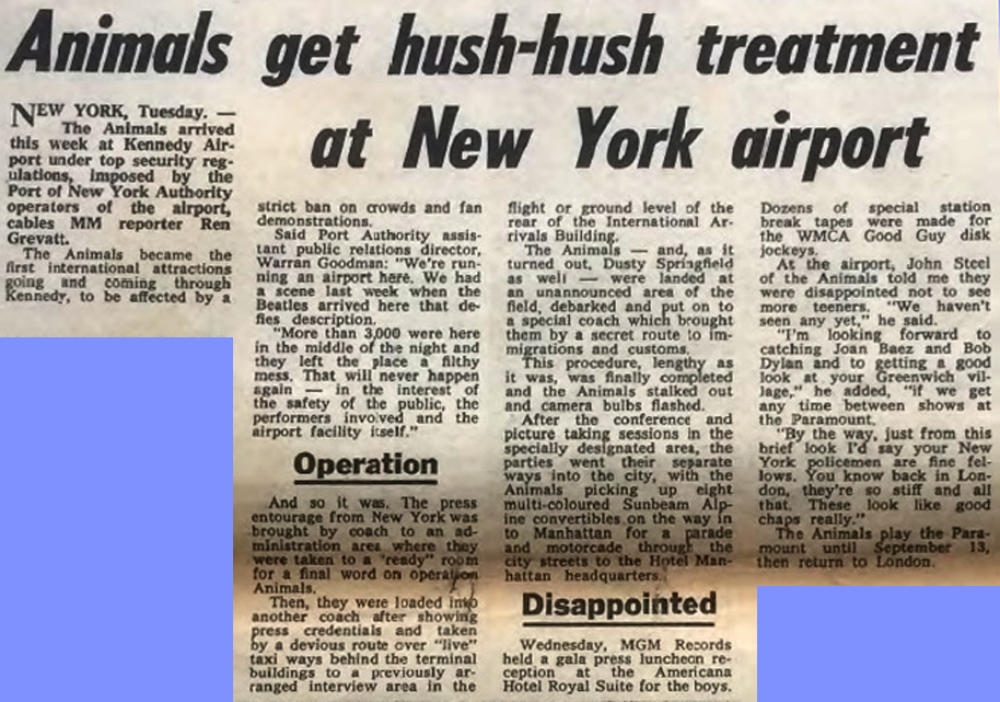 Animals get hush-hush treatment
at New York airport
NEW YORK, Tuesday. —
The Animals arrived
this week at Kennedy Air-
port under top security reg-
ulations, imposed by the
Port of New York Authority
operators of the airport,
cables MM reporter Ren
Grevatt.
The Animals became the
first international attractions
going and coming through
Kennedy, to be affected by a
strict ban on crowds and fan
demonstrations.
Said Port Authority assis-
tant public relations director,
Warran Goodman: "We're run-
ning an airport here. We had
a scene last week when the
Beatles arrived here that de-
fies description.
"More than 3,000 were here
in the middle of the night and
they left the place a filthy
mess. That will never happen
again — in the interest of
the safety of the public, the
performers involved and the
airport facility itself."
Operation
And so it was. The press
entourage from New York was
brought by coach to an ad-
ministration area where they
were taken to a 'ready" room
for a final word on operation
Animals.
Then, they were loaded into
another coach after showing
press credentials and taken
by a devious route over "live"
taxi ways behind the terminal
buildings to a previously ar-
ranged interview area in the
flight or ground level of the
rear of the International Ar-
rivals Building.
The Animals — and, as it
turned out, Dusty Springfield
as well — were landed at
an unannounced area of the
field, debarked and put on to
a special coach which brought
them by a secret route to im-
migrations and customs.
This procedure, lengthy as
it was, was finally completed
and the Animals stalked out
and camera bulbs flashed.
After the conference and
picture taking sessions in the
specially designated area, the
parties went their separate
ways into the city, with the
Animals picking up eight
multi-coloured Sunbeam Alp-
ine convertibles on the way in
to Manhattan for a parade
and motorcade through the
city streets to the Hotel Man-
hattan headquarters.
Disappointed
Wednesday, MGM Records
held a gala press luncheon re-
ception at the Americana
Hotel Royal Suite for the boys.
Dozens of special station
break tapes were made for
the WMCA Good Guy disk
jockeys.
At the airport, John Steel
of the Animals told me they
were disappointed not to see
more teeners. "We haven't
seen any yet," he said.
"I'm looking forward to
catching Joan Baez and Bob
Dylan and to getting a good
look at your Greenwich vil-
lage," he added, "if we get
any time between shows at
the Paramount.
"By the way, just from this
brief look I'd say your New
York policemen are fine fel-
lows. You know back in Lon-
don, they're so stiff and all
that. These look like good
chaps really."
The Animals play the Para-
mount until September 13,
then return to London.